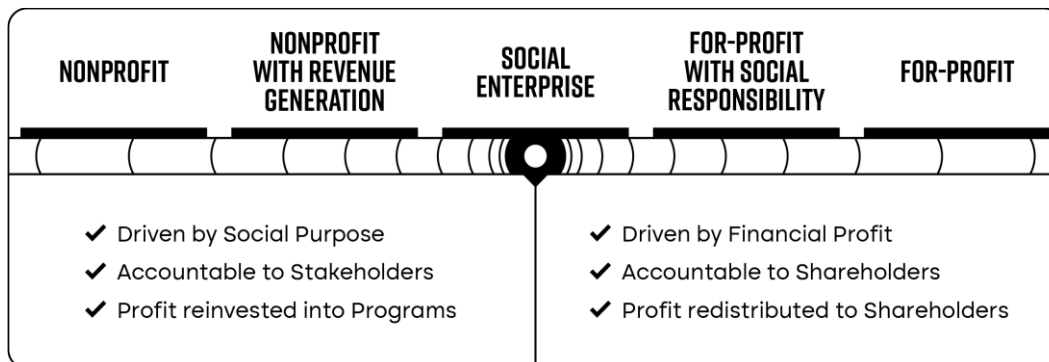 NONPROFIT
NONPROFIT
WITH REVENUE
GENERATION
SOCIAL
ENTERPRISE
FOR-PROFIT
WITH SOCIAL
RESPONSIBILITY
FOR-PROFIT
Driven by Social Purpose
Accountable to Stakeholders
Profit reinvested into Programs
Driven by Financial Profit
Accountable to Shareholders
Profit redistributed to Shareholders